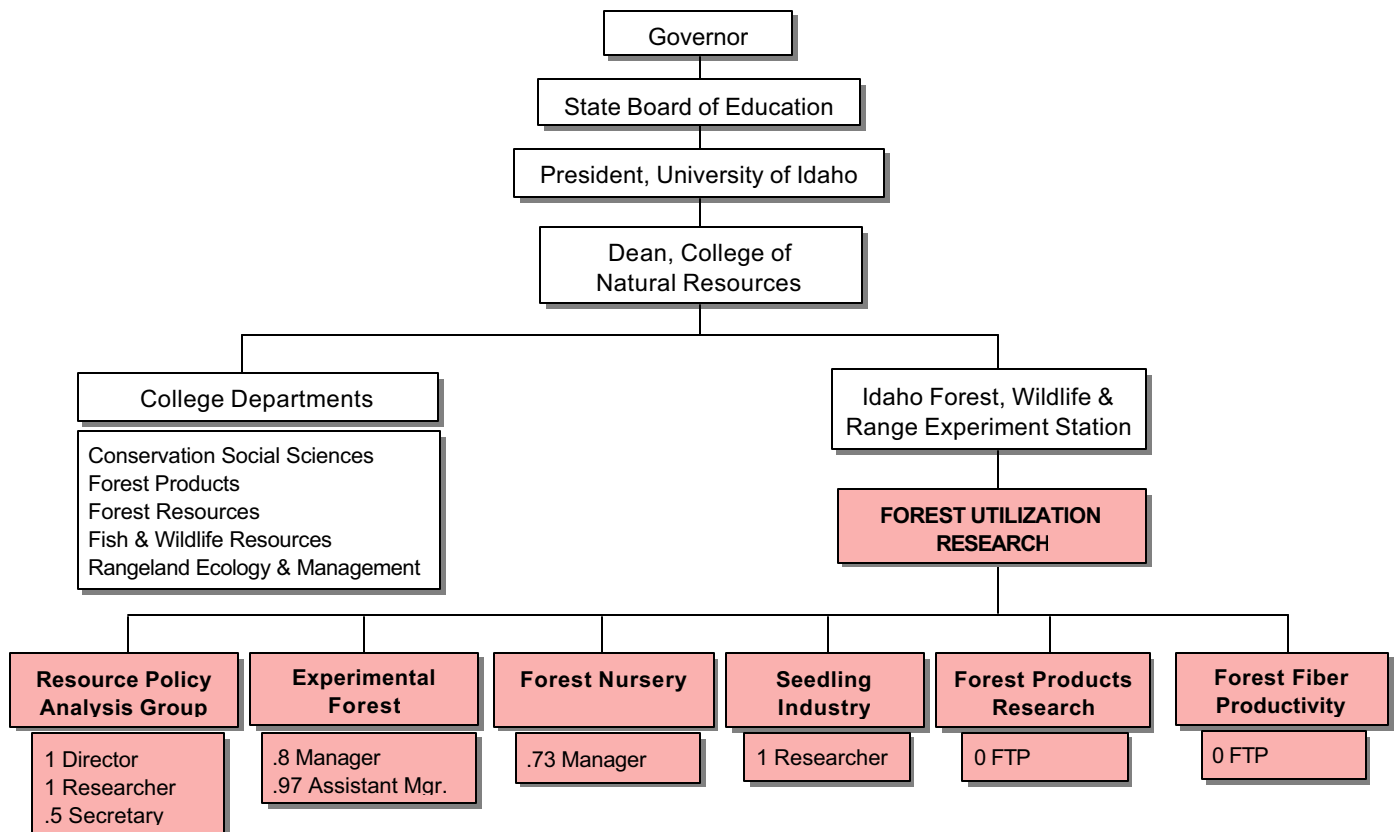 Governor
State Board of Education
President, University of Idaho
Dean, College of
Natural Resources
College Departments
Conservation Social Sciences
Forest Products
Forest Resources
Fish & Wildlife Resources
Rangeland Ecology & Management
Idaho Forest, Wildlife &
Range Experiment Station
FOREST UTILIZATION
RESEARCH
Resource Policy
Analysis Group
1 Director
1 Researcher
.5 Secretary
Experimental
Forest
.8 Manager
.97 Assistant Mgr.
Forest Nursery
.73 Manager
Seedling
Industry
1 Researcher
Forest Products
Research
0 FTP
Forest Fiber
Productivity
0 FTP